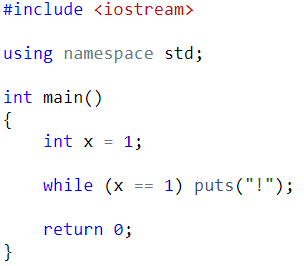 #include <iostream>
using namespace std;
int main()
{
    int x = 1;
    while (x == 1) puts("!");
    return 0;
}